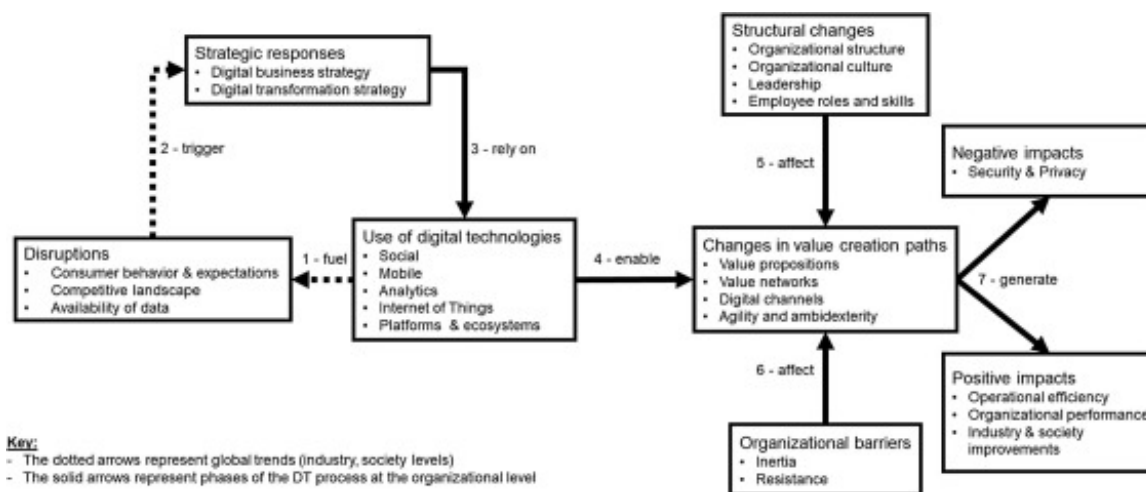 Strategic responses
• Digital business strategy
• Digital transformation strategy
2 - trigger
3 - rely on
Disruptions
• Consumer behavior & expectations
• Competitive landscape
• Availability of data
1 - fuel
Use of digital technologies
• Social
• Mobile
• Analytics
• Internet of Things
• Platforms & ecosystems
4 - enable
Structural changes
• Organizational structure
• Organizational culture
• Leadership
• Employee roles and skills
5 - affect
Changes in value creation paths
• Value propositions
• Value networks
• Digital channels
• Agility and ambidexterity
6 - affect
Organizational barriers
• Inertia
• Resistance
7 - generate
Negative impacts
• Security & Privacy
Positive impacts
• Operational efficiency
• Organizational performance
• Industry & society
improvements
Key:
- The dotted arrows represent global trends (industry, society levels)
- The solid arrows represent phases of the DT process at the organizational level